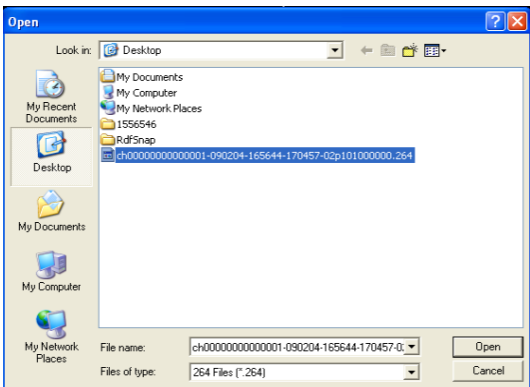 Open
Look in:
Desktop
My Recent
Documents
Desktop
My Documents
My Computer
My Network
Places
My Documents
My Computer
My Network Places
1556546
RdfSnap
ch00000000000001-090204-165644-170457-02p101000000.264
File name:
ch00000000000001-090204-165644-170457-0
Open
Files of type:
264 Files (*.264)
Cancel